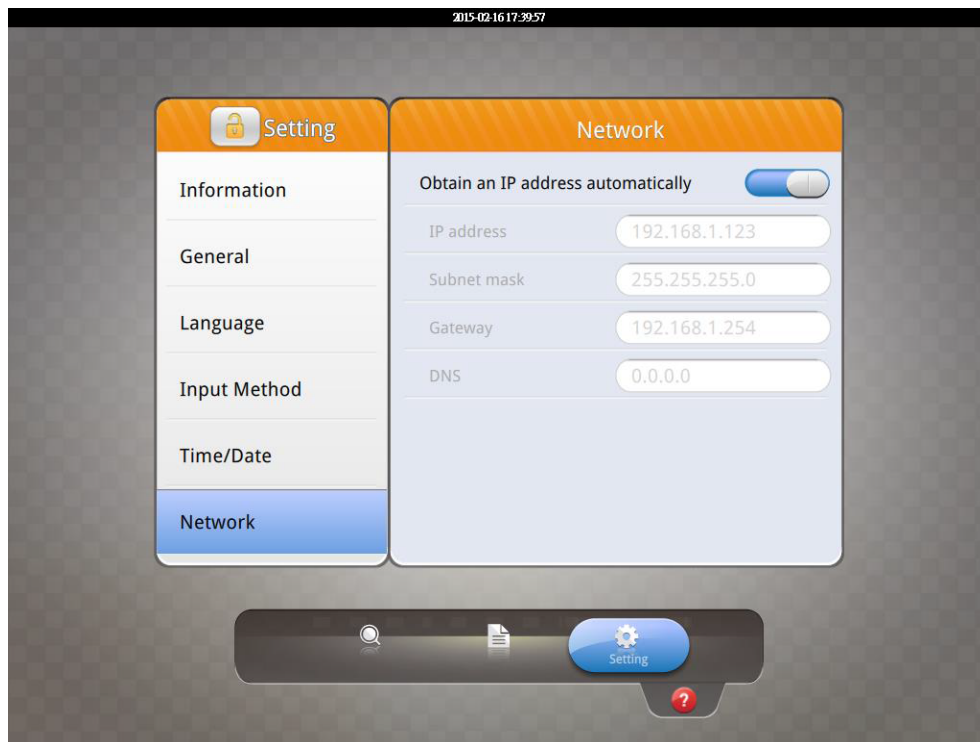 2015-02-16 17:39:57
Setting
Information
General
Language
Input Method
Time/Date
Network
Network
Obtain an IP address automatically
IP address 192.168.1.123
Subnet mask 255.255.255.0
Gateway 192.168.1.254
DNS 0.0.0.0
Setting
?